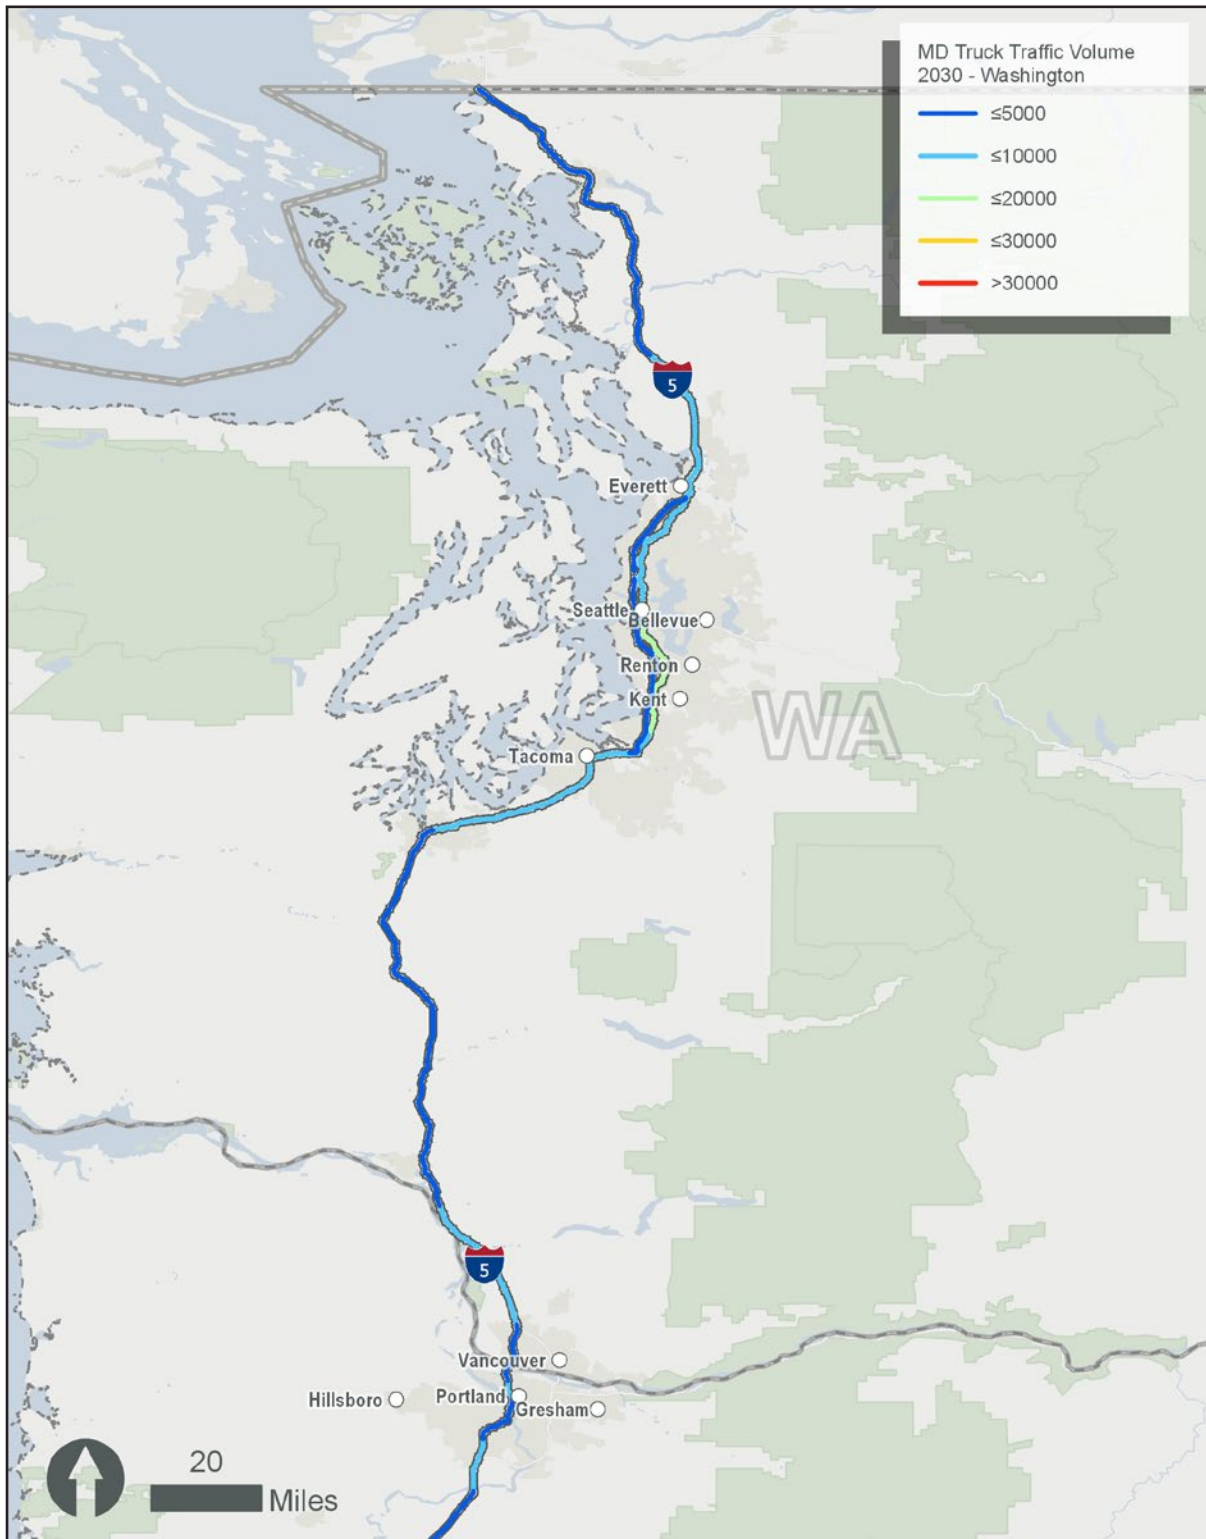 MD Truck Traffic Volume
2030 - Washington
≤5000
≤10000
≤20000
≤30000
>30000
5
Everett
Seattle
Bellevue
Renton
Kent
WA
Tacoma
5
Vancouver
Hillsboro
Portland
Gresham
20
Miles